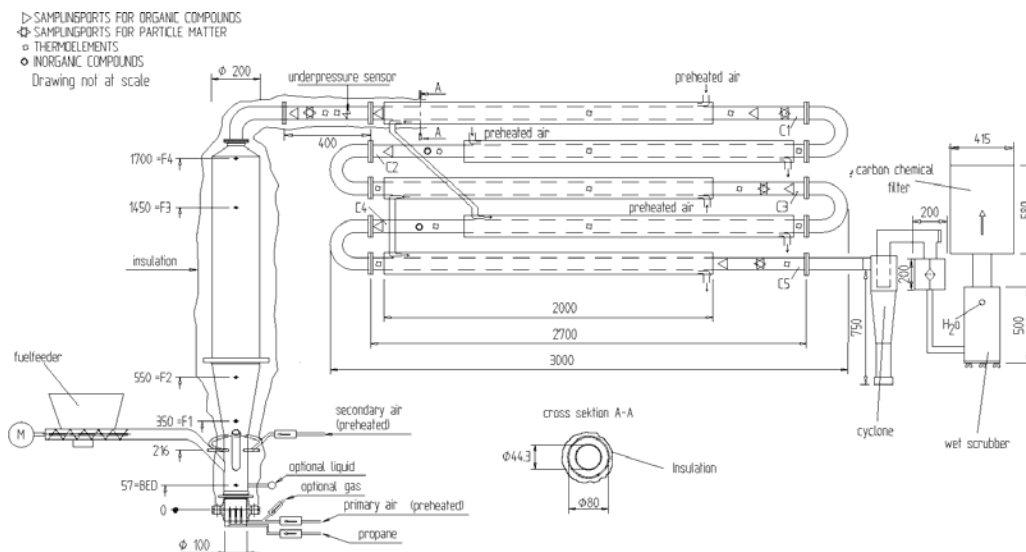 SAMPLINGPORTS FOR ORGANIC COMPOUNDS
SAMPLINGPORTS FOR PARTICLE MATTER
THERMOELEMENTS
INORGANIC COMPOUNDS
Drawing not at scale
Φ 200
underpressure sensor
A
A
preheated air
C1
preheated air
400
C2
1700 =F4
C3
carbon chemical
filter
415
580
1450 =F3
C4
preheated air
200
insulation
200
C5
H2O
500
2000
750
2700
3000
fuelfeeder
550 =F2
M
350 =F1
secondary air
(preheated)
cross sektion A-A
cyclone
wet scrubber
216
Φ44.3
Insulation
57=BED
optional liquid
optional gas
Φ80
0
primary air (preheated)
propane
Φ 100